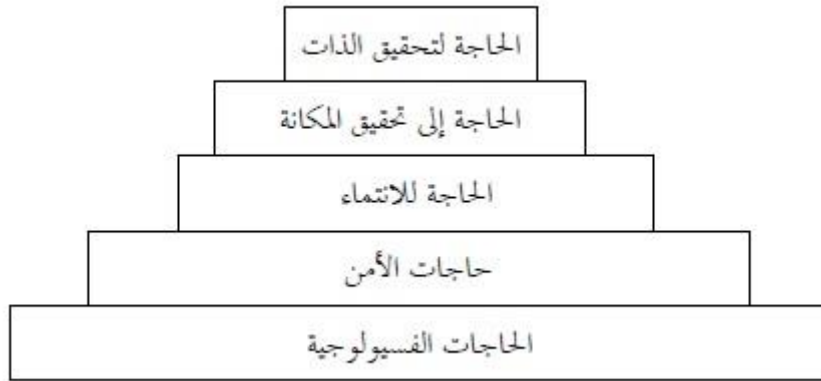 الحاجة لتحقيق الذات
الحاجة إلى تحقيق المكانة
الحاجة للانتماء
حاجات الأمن
الحاجات الفسيولوجية